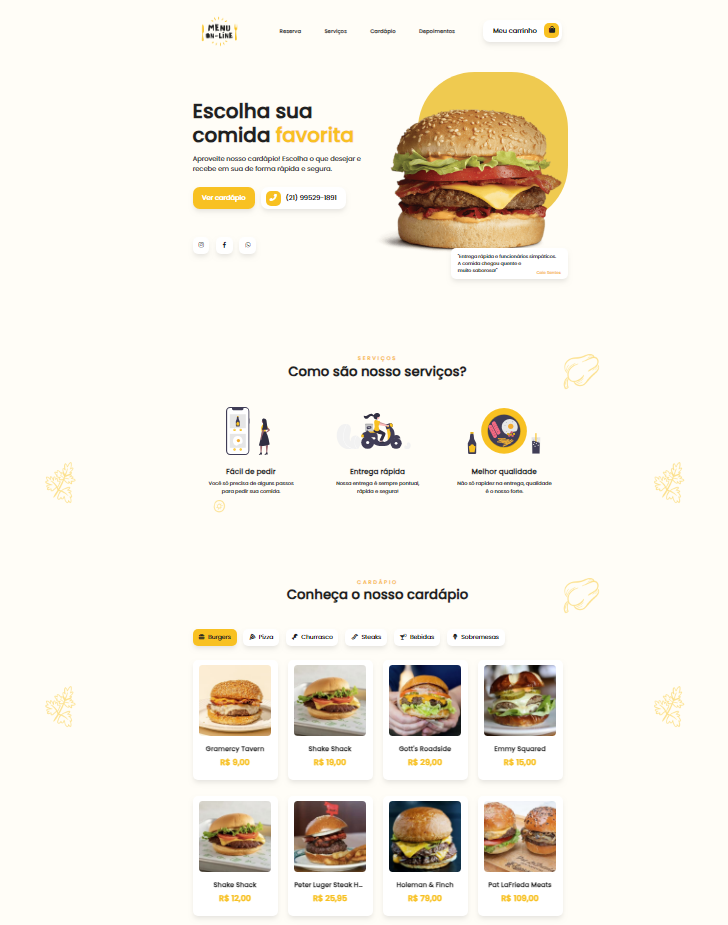 MENU
ON-LINE
Reserva Serviços Cardápio Depoimentos Meu carrinho
Escolha sua
comida favorita
Aproveite nosso cardápio! Escolha o que desejar e
recebe em sua de forma rápida e segura.
Ver cardápio (21) 99529-1891
"Entrega rápida e funcionários simpáticos.
A comida chegou quente e
muito saborosa!"
SERVIÇOS
Como são nosso serviços?
Fácil de pedir Entrega rápida Melhor qualidade
Você só precisa de alguns passos Nossa entrega é sempre pontual, Não só rapidez na entrega, qualidade
para pedir sua comida. rápida e segura! é o nosso forte.
CARDÁPIO
Conheça o nosso cardápio
Burgers Pizza Churrasco Steaks Bebidas Sobremesas
Gramercy Tavern Shake Shack Gott's Roadside Emmy Squared
R$ 9,00 R$ 19,00 R$ 29,00 R$ 15,00
Shake Shack Peter Luger Steak H... Holeman & Finch Pat LaFrieda Meats
R$ 12,00 R$ 25,95 R$ 79,00 R$ 109,00